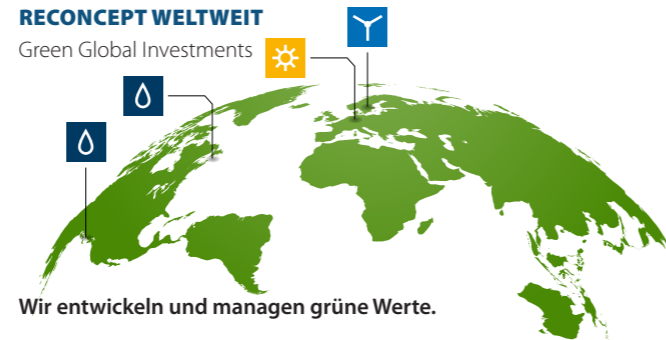 RECONCEPT WELTWEIT
Green Global Investments
Wir entwickeln und managen grüne Werte.